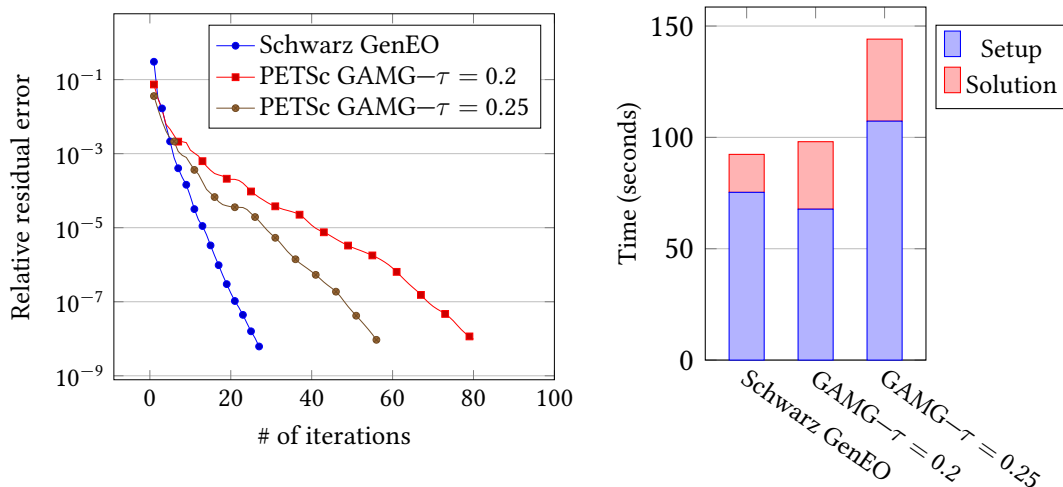 Relative residual error
10⁻¹
10⁻³
10⁻⁵
10⁻⁷
10⁻⁹
Schwarz GenEO
PETSc GAMG–τ = 0.2
PETSc GAMG–τ = 0.25
0 20 40 60 80 100
# of iterations
Time (seconds)
150
100
50
0
Schwarz GenEO
GAMG–τ = 0.2
GAMG–τ = 0.25
Setup
Solution